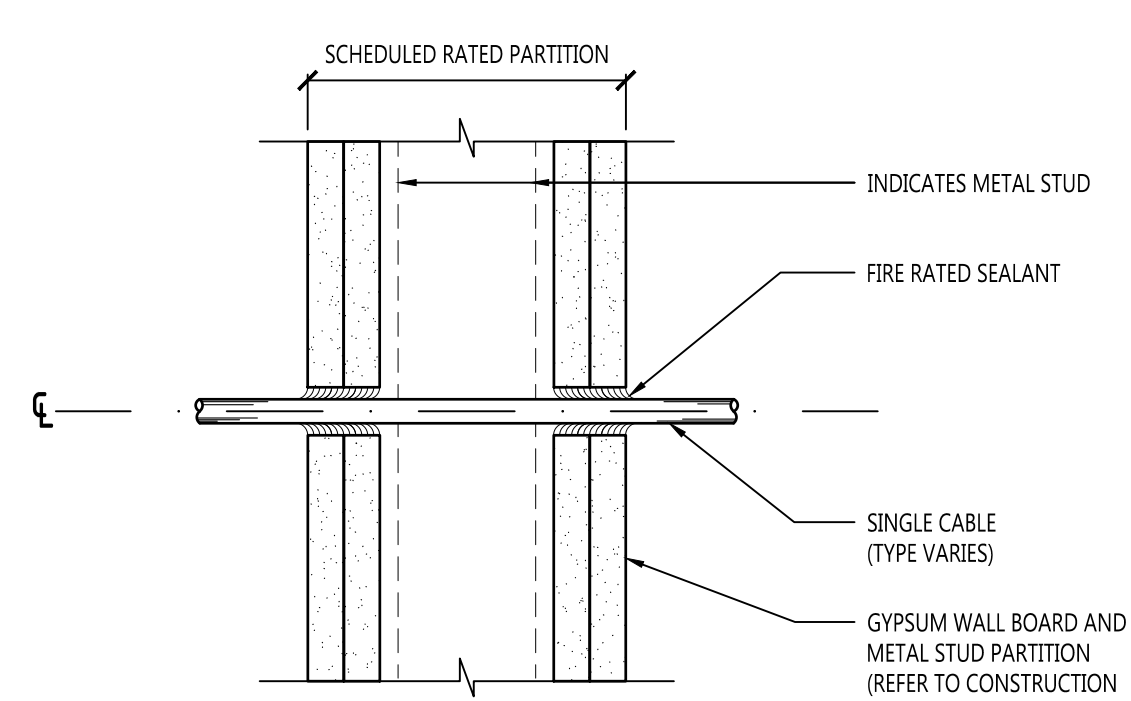 SCHEDULED RATED PARTITION
INDICATES METAL STUD
FIRE RATED SEALANT
℄
SINGLE CABLE
(TYPE VARIES)
GYPSUM WALL BOARD AND
METAL STUD PARTITION
(REFER TO CONSTRUCTION